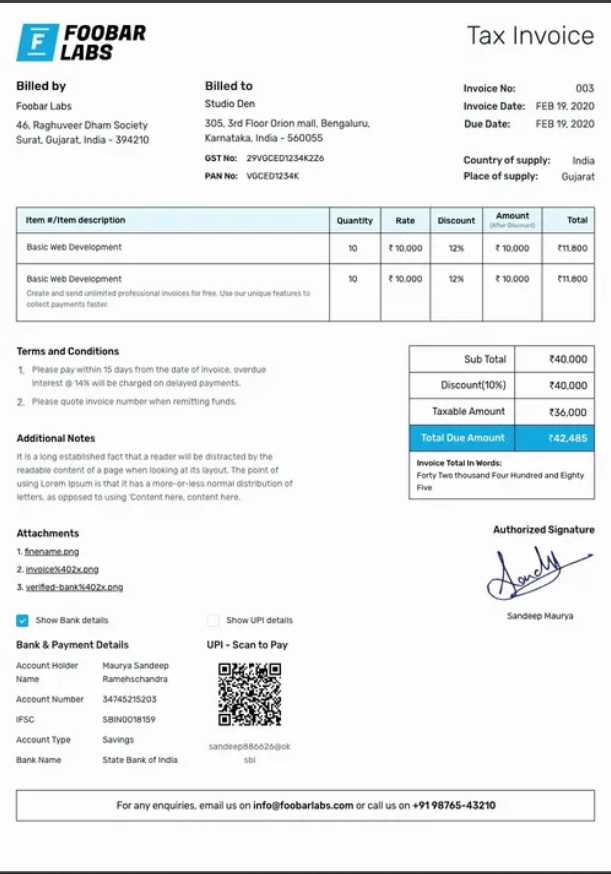 F FOOBAR
LABS
Tax Invoice
Billed by
Foobar Labs
46, Raghuveer Dham Society
Surat, Gujarat, India - 394210
Billed to
Studio Den
305, 3rd Floor Orion mall, Bengaluru,
Karnataka, India - 560055
GST No: 29VGCED1234K2Z6
PAN No: VGCED1234K
Invoice No: 003
Invoice Date: FEB 19, 2020
Due Date: FEB 19, 2020
Country of supply: India
Place of supply: Gujarat
Item #/Item description Quantity Rate Discount Amount (After Discount) Total
Basic Web Development 10 ₹ 10,000 12% ₹ 10,000 ₹11,800
Basic Web Development 10 ₹ 10,000 12% ₹ 10,000 ₹11,800
Create and send unlimited professional invoices for free. Use our unique features to
collect payments faster.
Terms and Conditions
1. Please pay within 15 days from the date of invoice, overdue
interest @ 14% will be charged on delayed payments.
2. Please quote invoice number when remitting funds.
Additional Notes
It is a long established fact that a reader will be distracted by the
readable content of a page when looking at its layout. The point of
using Lorem Ipsum is that it has a more-or-less normal distribution of
letters, as opposed to using 'Content here, content here.
Sub Total ₹40,000
Discount(10%) ₹40,000
Taxable Amount ₹36,000
Total Due Amount ₹42,485
Invoice Total In Words:
Forty Two thousand Four Hundred and Eighty
Five
Attachments
1. finename.png
2. invoice%402x.png
3. verified-bank%402x.png
Authorized Signature
Sandy
Sandeep Maurya
Show Bank details
Show UPI details
Bank & Payment Details
Account Holder Name Maurya Sandeep Ramehschandra
Account Number 34745215203
IFSC SBIN0018159
Account Type Savings
Bank Name State Bank of India
UPI - Scan to Pay
sandeep886626@ok
sbi
For any enquiries, email us on info@foobarlabs.com or call us on +91 98765-43210